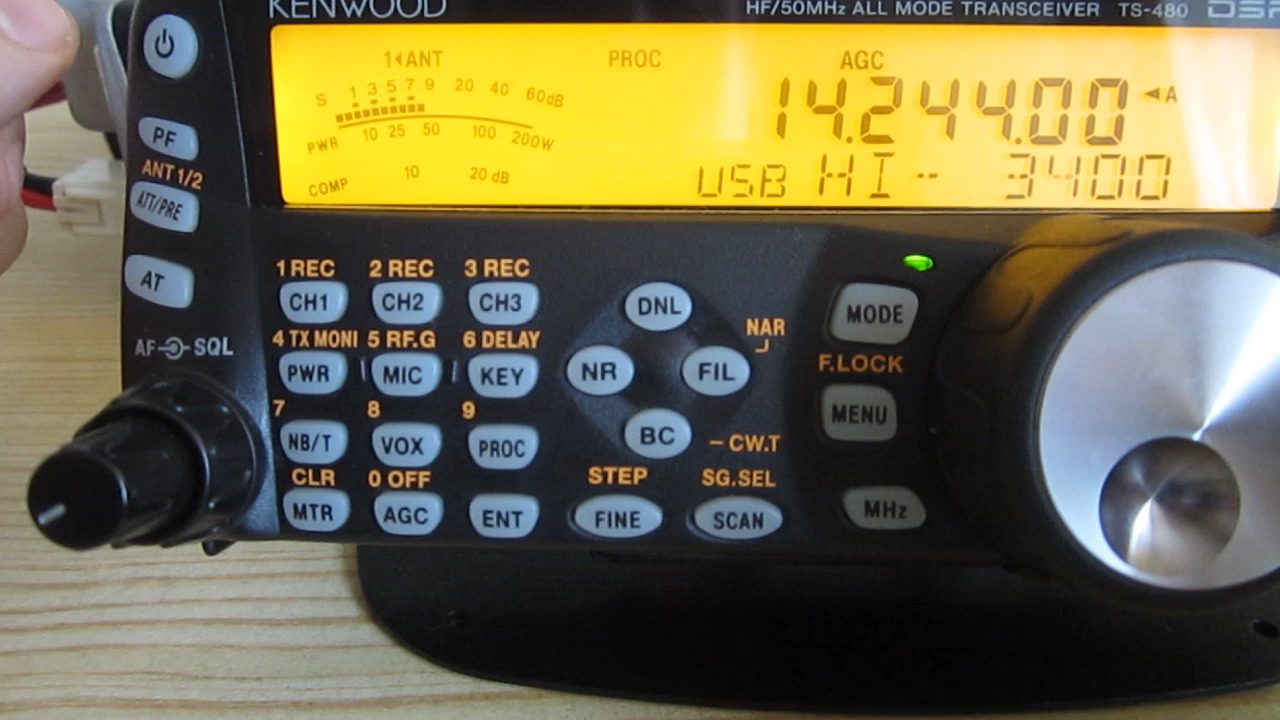 KENWOOD HF/50MHz ALL MODE TRANSCEIVER TS-480 DSP
1◂ANT PROC AGC
S 1 3 5 7 9 20 40 60dB
14.244.00 ◂A
PWR 10 25 50 100 200W
COMP 10 20 dB
USB HI- 3400
PF
ANT 1/2
ATT/PRE
AT
AF SQL
1 REC 2 REC 3 REC
CH1 CH2 CH3
4 TX MONI 5 RF.G 6 DELAY
PWR MIC KEY
7 8 9
NB/T VOX PROC
CLR 0 OFF
MTR AGC ENT
DNL
NAR
NR FIL
BC
– CW.T
STEP SG.SEL
FINE SCAN
MODE
F.LOCK
MENU
MHz